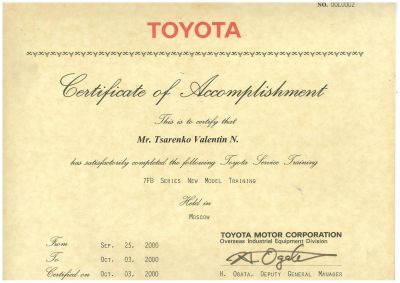 No. 00E0002
TOYOTA
Certificate of Accomplishment
This is to certify that
Mr. Tsarenko Valentin N.
has satisfactorily completed the following Toyota Service Training
7FB Series New Model Training
Held in
Moscow
From Sep. 25. 2000
To Oct. 03. 2000
Certified on Oct. 03. 2000
TOYOTA MOTOR CORPORATION
Overseas Industrial Equipment Division
H. Obata, Deputy General Manager